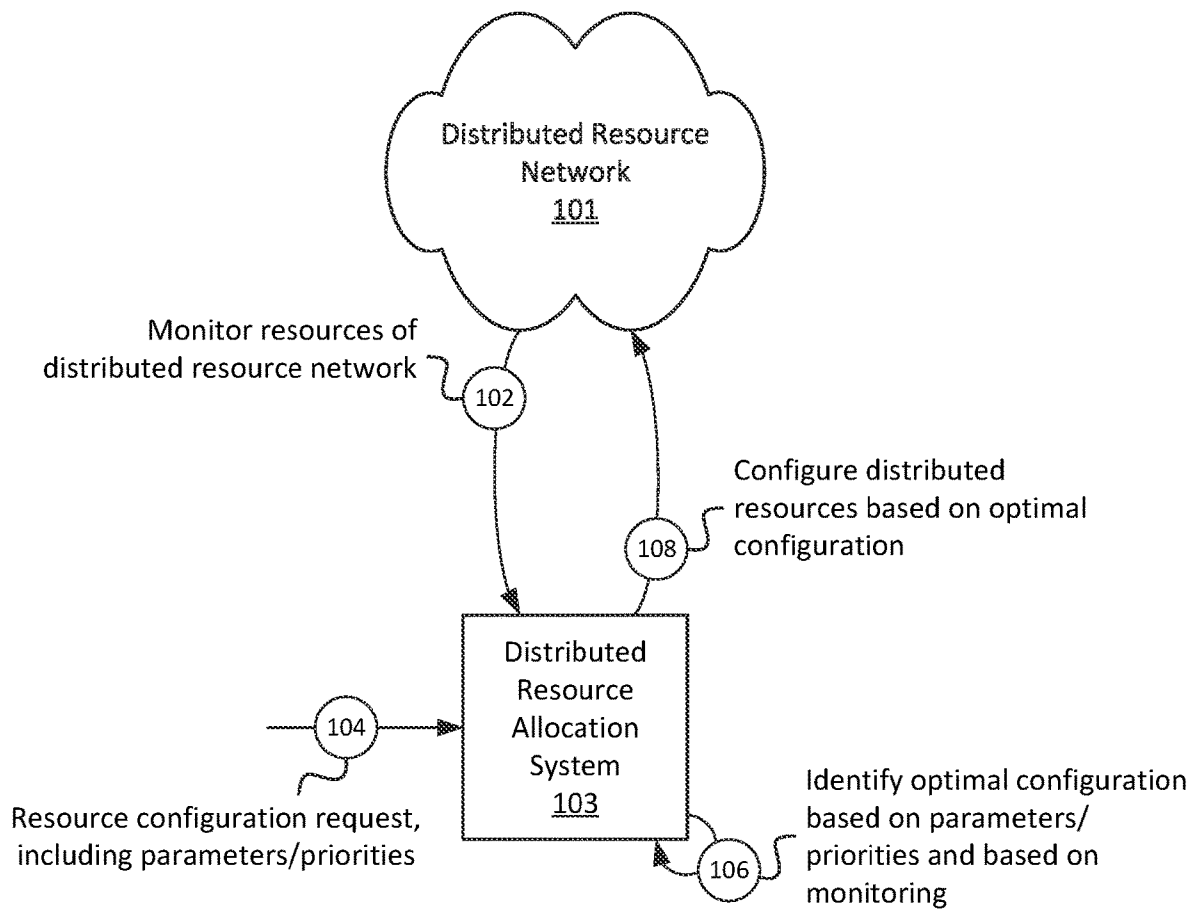 Distributed Resource
Network
101
Monitor resources of
distributed resource network
102
Configure distributed
resources based on optimal
configuration
108
Distributed
Resource
Allocation
System
103
104
Resource configuration request,
including parameters/priorities
Identify optimal configuration
based on parameters/
priorities and based on
monitoring
106